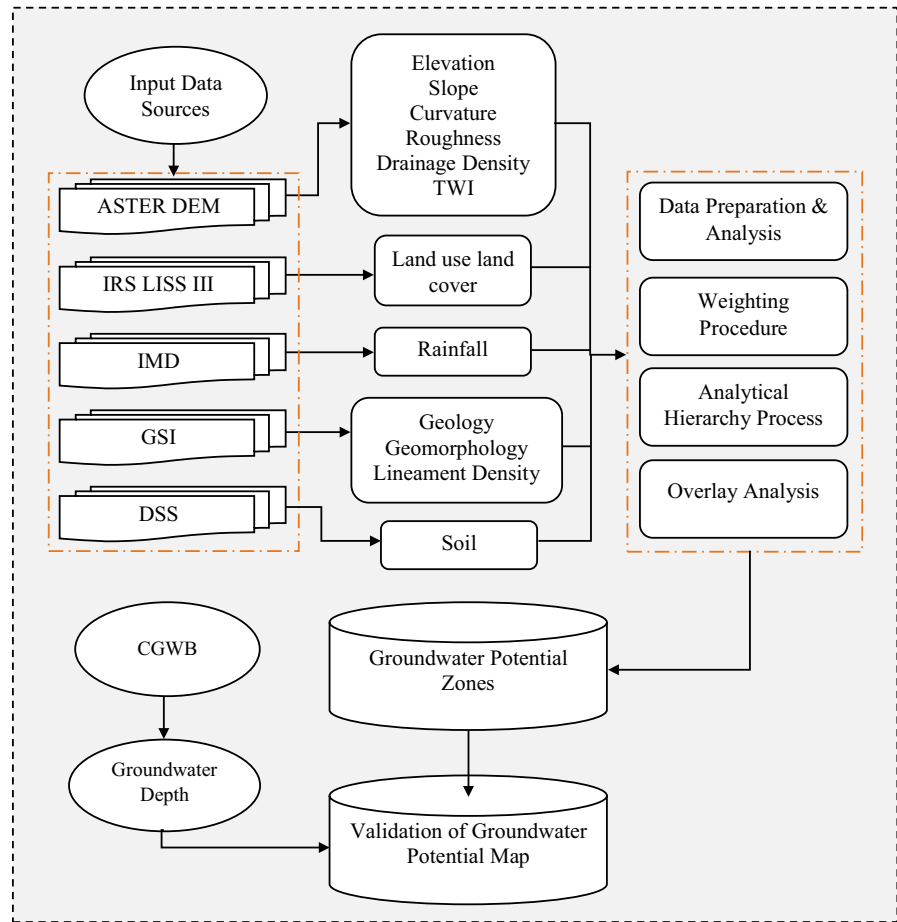 Input Data
Sources
ASTER DEM
IRS LISS III
IMD
GSI
DSS
Elevation
Slope
Curvature
Roughness
Drainage Density
TWI
Land use land
cover
Rainfall
Geology
Geomorphology
Lineament Density
Soil
Data Preparation &
Analysis
Weighting
Procedure
Analytical
Hierarchy Process
Overlay Analysis
CGWB
Groundwater
Depth
Groundwater Potential
Zones
Validation of Groundwater
Potential Map